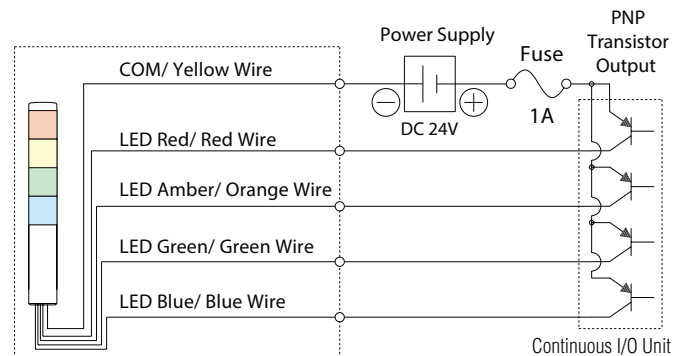 PNP
Transistor
Output
Power Supply
Fuse
COM/ Yellow Wire
DC 24V
1A
LED Red/ Red Wire
LED Amber/ Orange Wire
LED Green/ Green Wire
LED Blue/ Blue Wire
Continuous I/O Unit